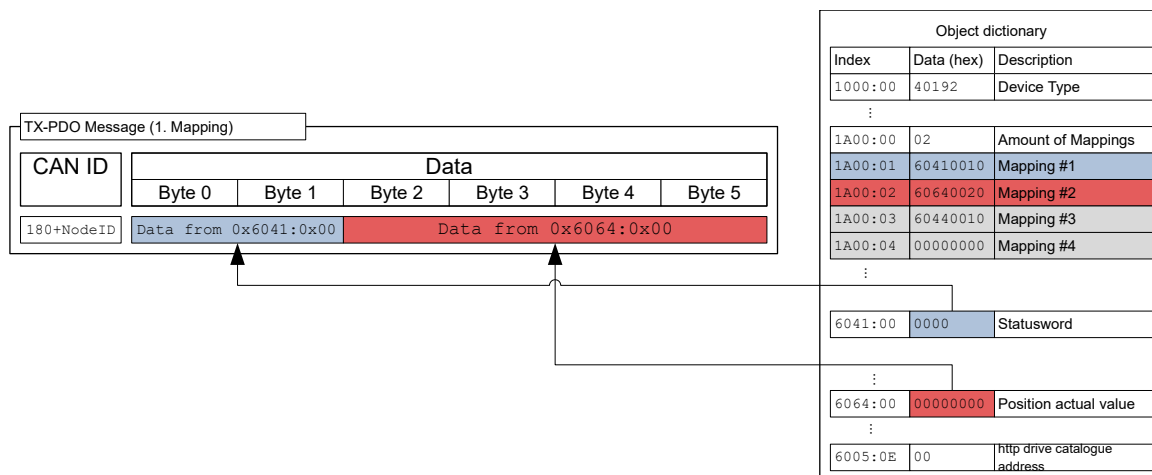 TX-PDO Message (1. Mapping)
CAN ID
Data
Byte 0 Byte 1 Byte 2 Byte 3 Byte 4 Byte 5
180+NodeID Data from 0x6041:0x00 Data from 0x6064:0x00
Object dictionary
Index Data (hex) Description
1000:00 40192 Device Type
⋮
1A00:00 02 Amount of Mappings
1A00:01 60410010 Mapping #1
1A00:02 60640020 Mapping #2
1A00:03 60440010 Mapping #3
1A00:04 00000000 Mapping #4
⋮
6041:00 0000 Statusword
⋮
6064:00 00000000 Position actual value
⋮
6005:0E 00 http drive catalogue
address